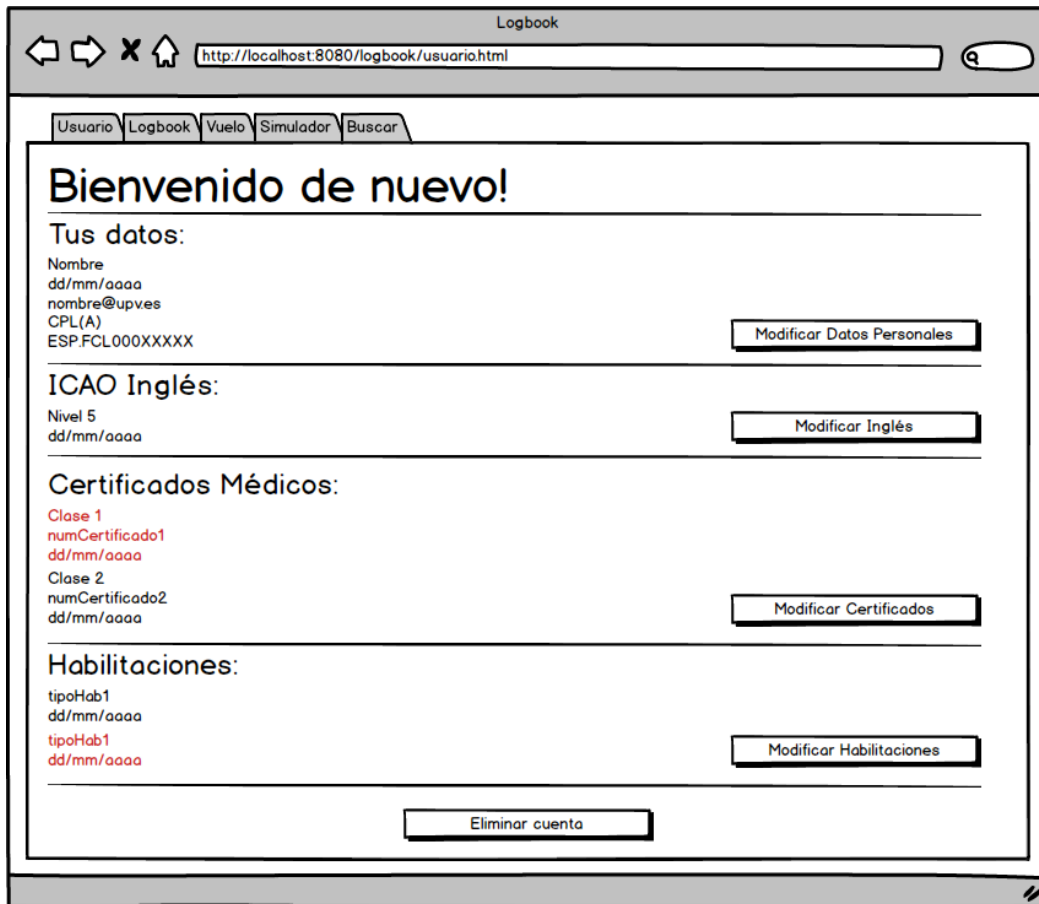 Logbook
http://localhost:8080/logbook/usuario.html
Usuario Logbook Vuelo Simulador Buscar
Bienvenido de nuevo!
Tus datos:
Nombre
dd/mm/aaaa
nombre@upv.es
CPL(A)
ESP.FCL000XXXXX
Modificar Datos Personales
ICAO Inglés:
Nivel 5
dd/mm/aaaa
Modificar Inglés
Certificados Médicos:
Clase 1
numCertificado1
dd/mm/aaaa
Clase 2
numCertificado2
dd/mm/aaaa
Modificar Certificados
Habilitaciones:
tipoHab1
dd/mm/aaaa
tipoHab1
dd/mm/aaaa
Modificar Habilitaciones
Eliminar cuenta